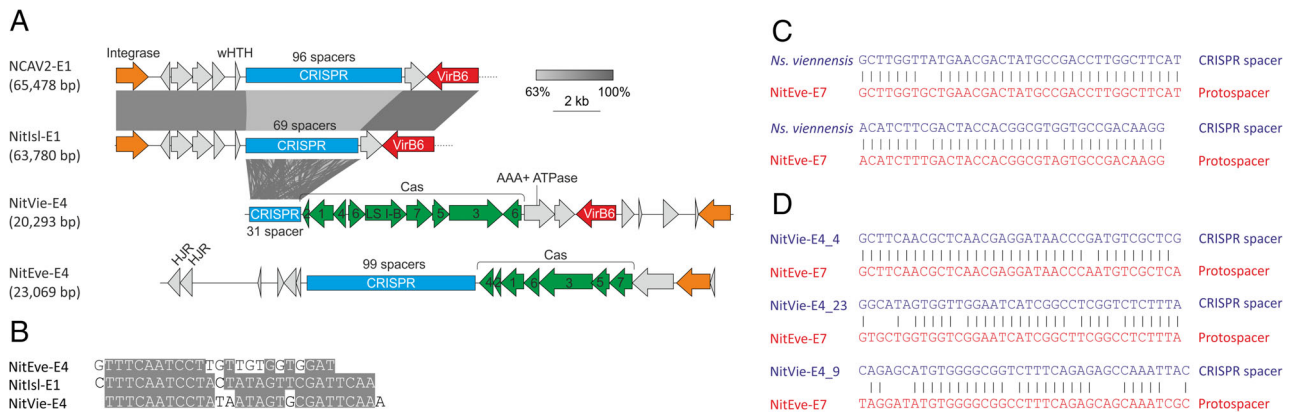 A
Integrase
wHTH
96 spacers
NCAV2-E1
(65,478 bp)
CRISPR
VirB6
63% 100%
2 kb
69 spacers
NitIsl-E1
(63,780 bp)
CRISPR
VirB6
Cas
AAA+ ATPase
NitVie-E4
(20,293 bp)
CRISPR
1 4 6 LS I-B 7 5 3 6
VirB6
31 spacer
HJR
HJR
99 spacers
Cas
NitEve-E4
(23,069 bp)
CRISPR
4 2 1 6 3 5 7
B
NitEve-E4 GTTTCAATCCTTGTTGTGGTGGAT
NitIsl-E1 CTTTCAATCCTACTATAGTTCGATTCAA
NitVie-E4 TTTCAATCCTATAATAGTGCGATTCAAA
C
Ns. viennensis GCTTGGTTATGAACGACTATGCCGACCTTGGCTTCAT CRISPR spacer
NitEve-E7 GCTTGGTGCTGAACGACTATGCCGACCTTGGCTTCAT Protospacer
Ns. viennensis ACATCTTCGACTACCACGGCGTGGTGCCGACAAGG CRISPR spacer
NitEve-E7 ACATCTTTGACTACCACGGCGTAGTGCCGACAAGG Protospacer
D
NitVie-E4_4 GCTTCAACGCTCAACGAGGATAACCCGATGTCGCTCG CRISPR spacer
NitEve-E7 GCTTCAACGCTCAACGAGGATAACCCAATGTCGCTCA Protospacer
NitVie-E4_23 GGCATAGTGGTTGGAATCATCGGCCTCGGTCTCTTTA CRISPR spacer
NitEve-E7 GTGCTGGTGGTCGGAATCATCGGCTTCGGCCTCTTTA Protospacer
NitVie-E4_9 CAGAGCATGTGGGGCGGTCTTTCAGAGAGCCAAATTAC CRISPR spacer
NitEve-E7 TAGGATATGTGGGGCGGCCTTTCAGAGCAGCAAATCGC Protospacer